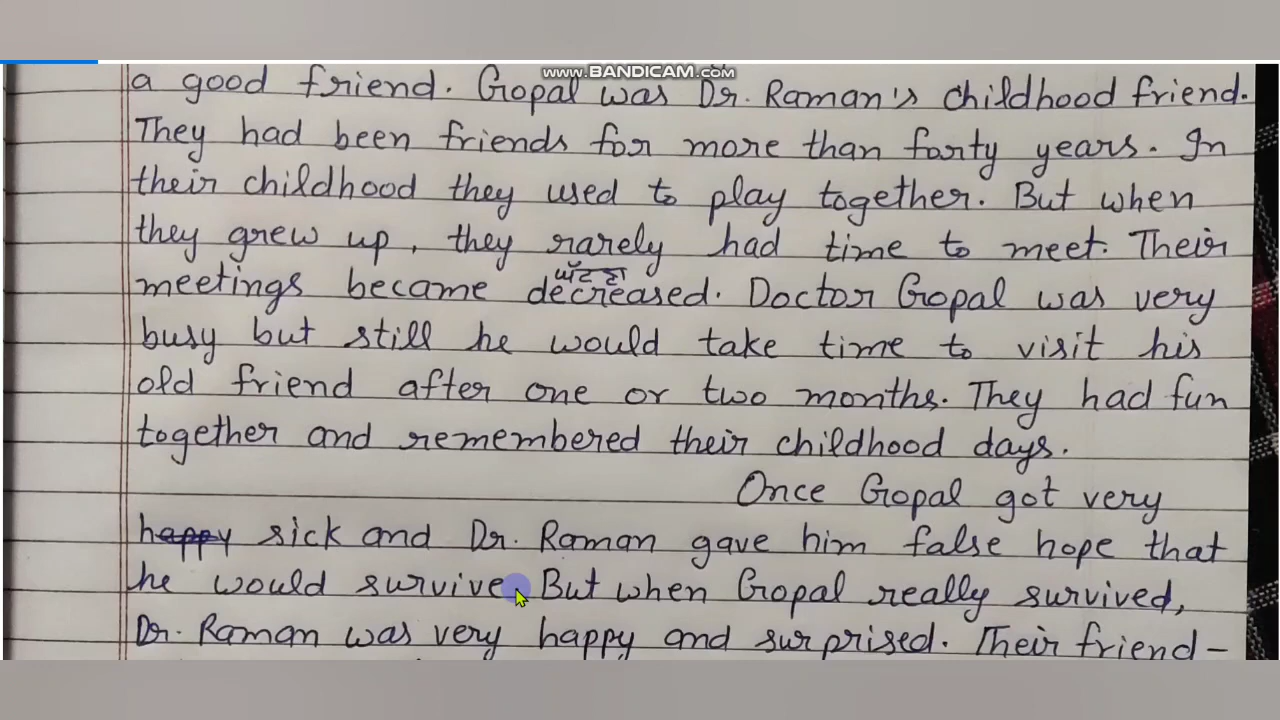 www.BANDICAM.com
a good friend. Gopal was Dr. Raman's childhood friend.
They had been friends for more than forty years. In
their childhood they used to play together. But when
they grew up, they rarely had time to meet. Their
meetings became decreased. Doctor Gopal was very
busy but still he would take time to visit his
old friend after one or two months. They had fun
together and remembered their childhood days.
Once Gopal got very
happy sick and Dr. Raman gave him false hope that
he would survive. But when Gopal really survived,
Dr. Raman was very happy and surprised. Their friend-